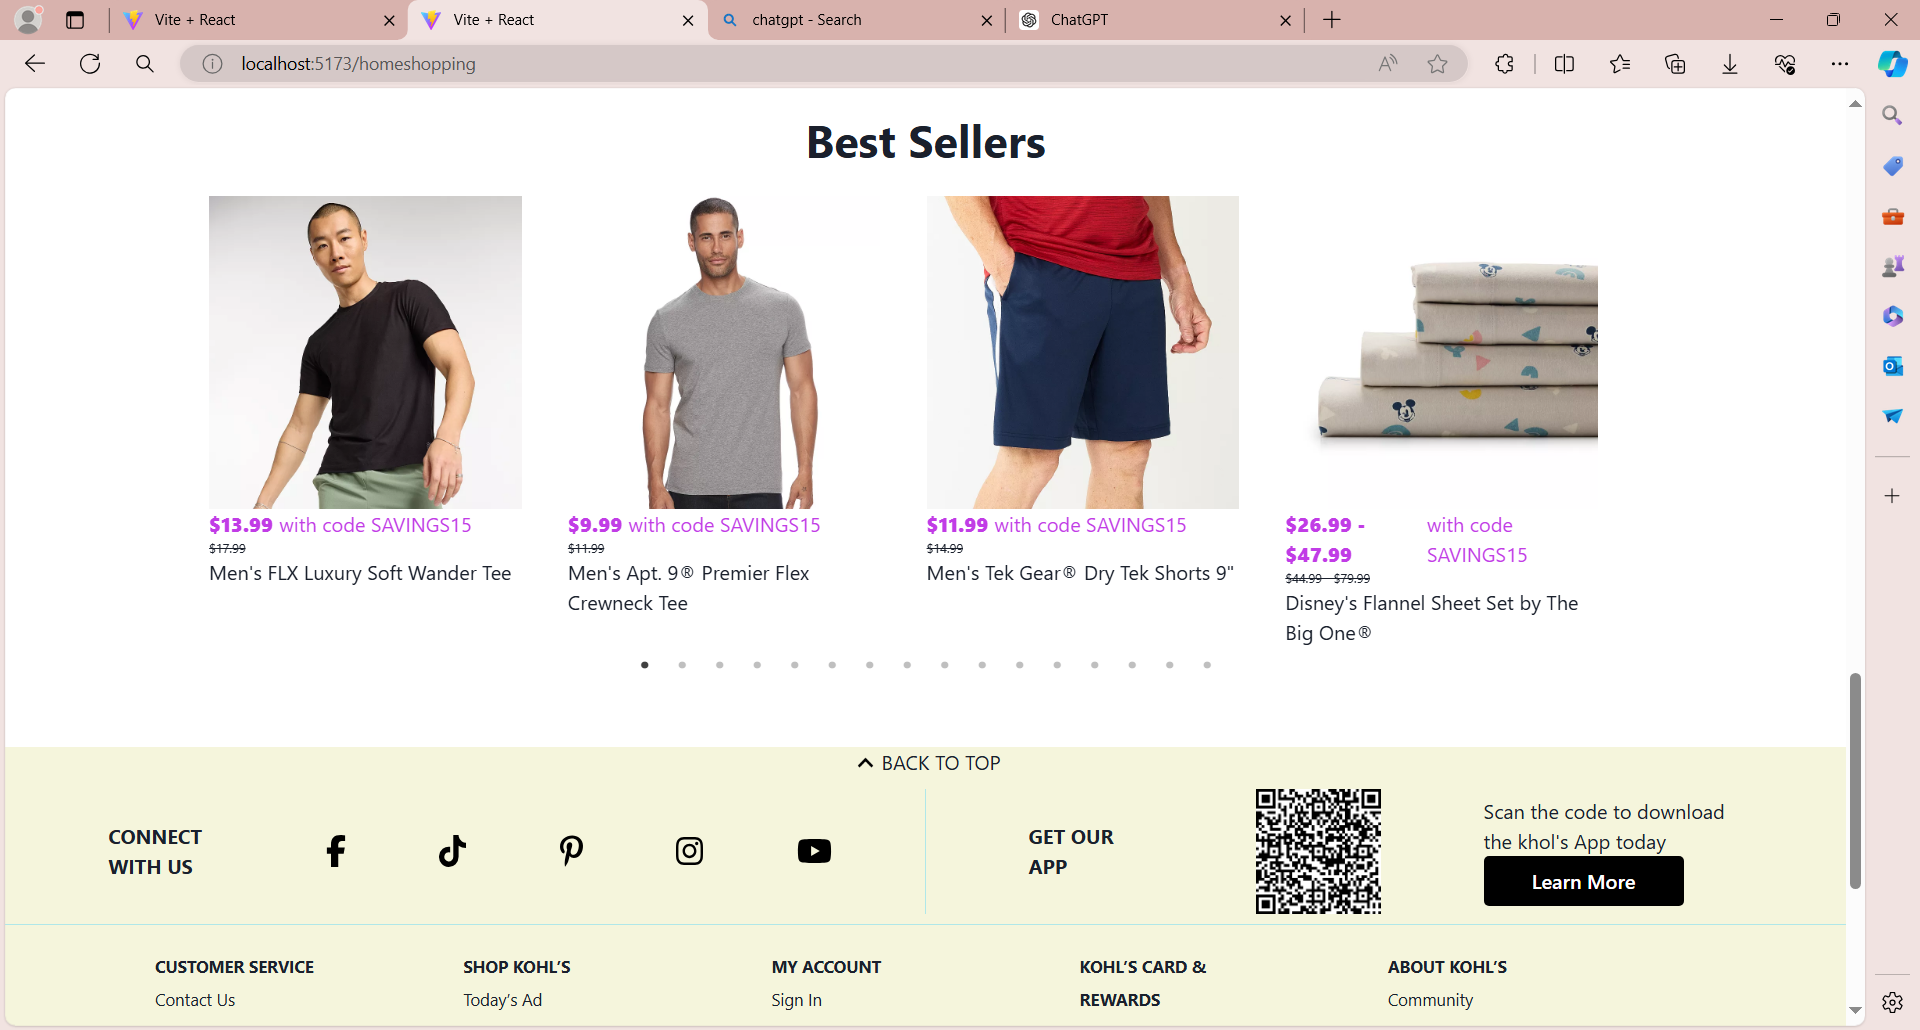 Vite + React
Vite + React
chatgpt - Search
ChatGPT
localhost:5173/homeshopping
Best Sellers
$13.99 with code SAVINGS15
$17.99
Men's FLX Luxury Soft Wander Tee
$9.99 with code SAVINGS15
$11.99
Men's Apt. 9® Premier Flex
Crewneck Tee
$11.99 with code SAVINGS15
$14.99
Men's Tek Gear® Dry Tek Shorts 9"
$26.99 - with code
$47.99 SAVINGS15
$44.99 - $79.99
Disney's Flannel Sheet Set by The
Big One®
BACK TO TOP
CONNECT
WITH US
GET OUR
APP
Scan the code to download
the khol's App today
Learn More
CUSTOMER SERVICE
Contact Us
SHOP KOHL’S
Today’s Ad
MY ACCOUNT
Sign In
KOHL’S CARD &
REWARDS
ABOUT KOHL’S
Community